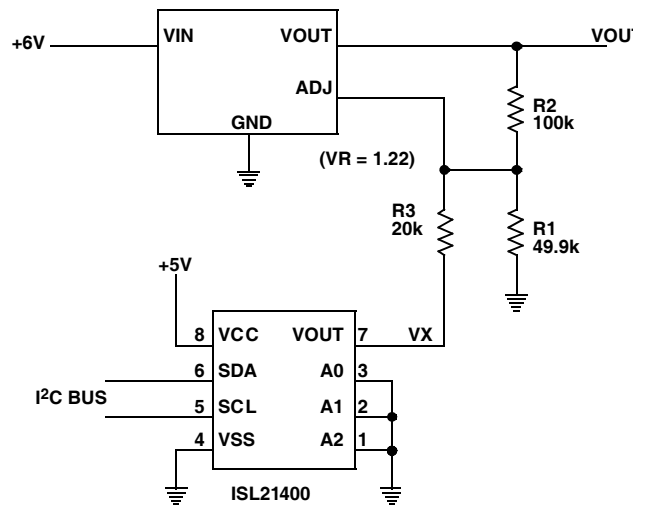 +6V
VIN
VOUT
VOUT
ADJ
GND
(VR = 1.22)
R2
100k
R3
20k
R1
49.9k
+5V
8 VCC
VOUT 7
VX
6 SDA
A0 3
I²C BUS
5 SCL
A1 2
4 VSS
A2 1
ISL21400